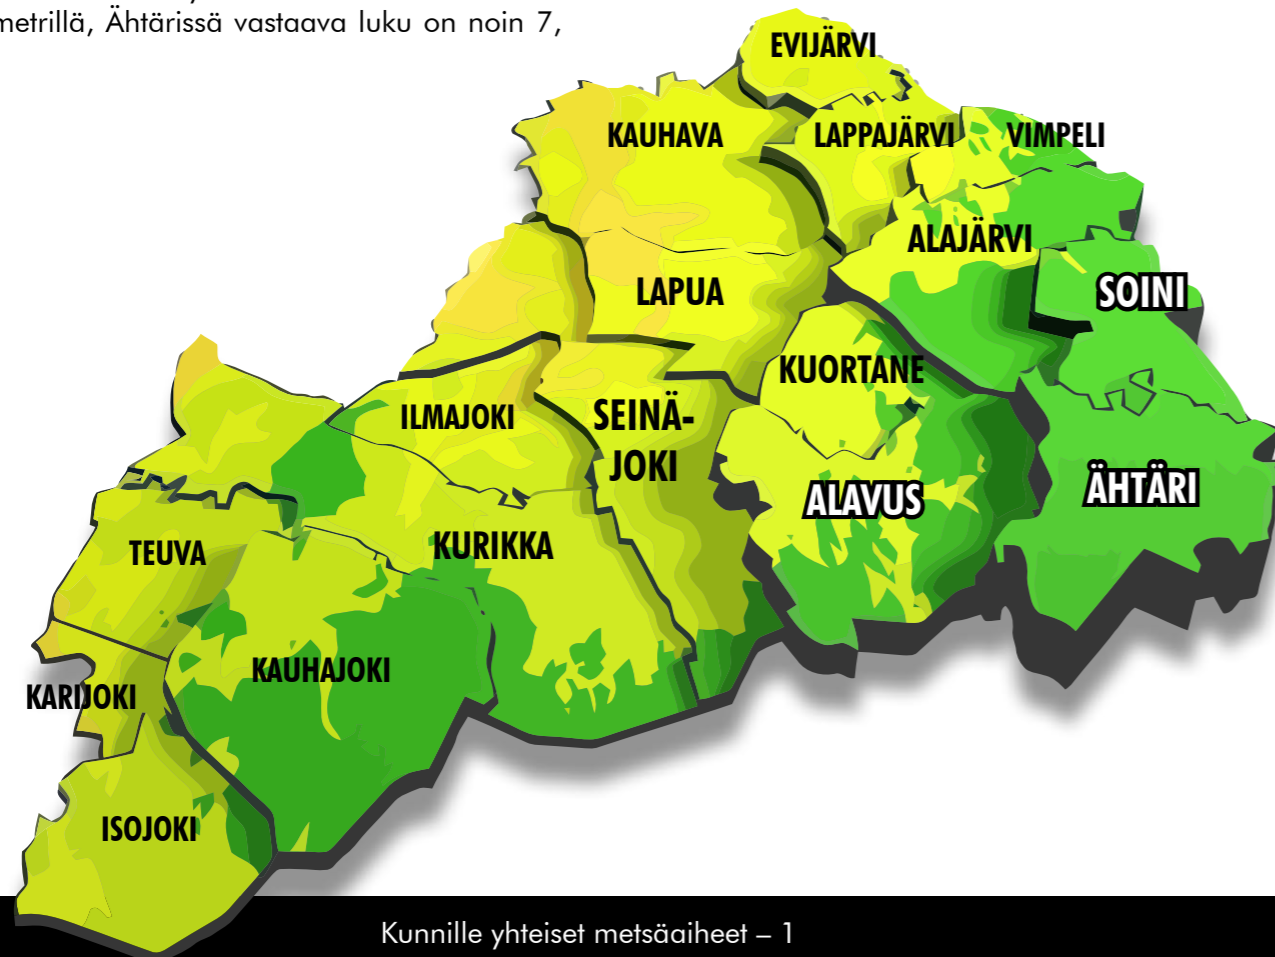 metrillä, Ähtärissä vastaava luku on noin 7,
EVIJÄRVI
KAUHAVA
LAPPAJÄRVI
VIMPELI
ALAJÄRVI
LAPUA
SOINI
KUORTANE
ILMAJOKI
SEINÄ-
JOKI
ALAVUS
ÄHTÄRI
TEUVA
KURIKKA
KAUHAJOKI
KARIJOKI
ISOJOKI
Kunnille yhteiset metsäaiheet – 1